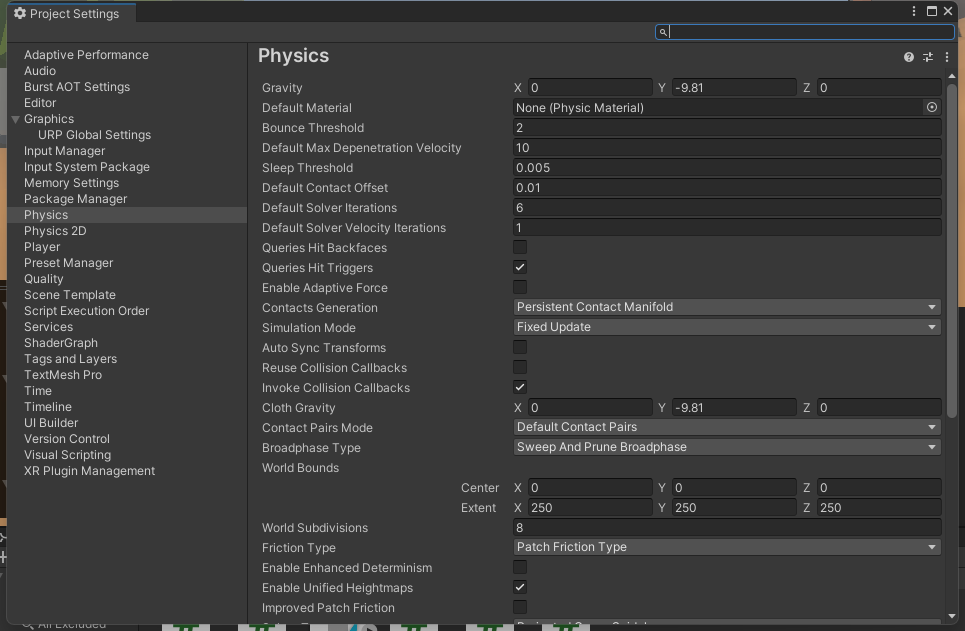 Project Settings
Adaptive Performance
Audio
Burst AOT Settings
Editor
Graphics
URP Global Settings
Input Manager
Input System Package
Memory Settings
Package Manager
Physics
Physics 2D
Player
Preset Manager
Quality
Scene Template
Script Execution Order
Services
ShaderGraph
Tags and Layers
TextMesh Pro
Time
Timeline
UI Builder
Version Control
Visual Scripting
XR Plugin Management
Physics
Gravity X 0 Y -9.81 Z 0
Default Material None (Physic Material)
Bounce Threshold 2
Default Max Depenetration Velocity 10
Sleep Threshold 0.005
Default Contact Offset 0.01
Default Solver Iterations 6
Default Solver Velocity Iterations 1
Queries Hit Backfaces
Queries Hit Triggers
Enable Adaptive Force
Contacts Generation Persistent Contact Manifold
Simulation Mode Fixed Update
Auto Sync Transforms
Reuse Collision Callbacks
Invoke Collision Callbacks
Cloth Gravity X 0 Y -9.81 Z 0
Contact Pairs Mode Default Contact Pairs
Broadphase Type Sweep And Prune Broadphase
World Bounds
Center X 0 Y 0 Z 0
Extent X 250 Y 250 Z 250
World Subdivisions 8
Friction Type Patch Friction Type
Enable Enhanced Determinism
Enable Unified Heightmaps
Improved Patch Friction
All Excluded